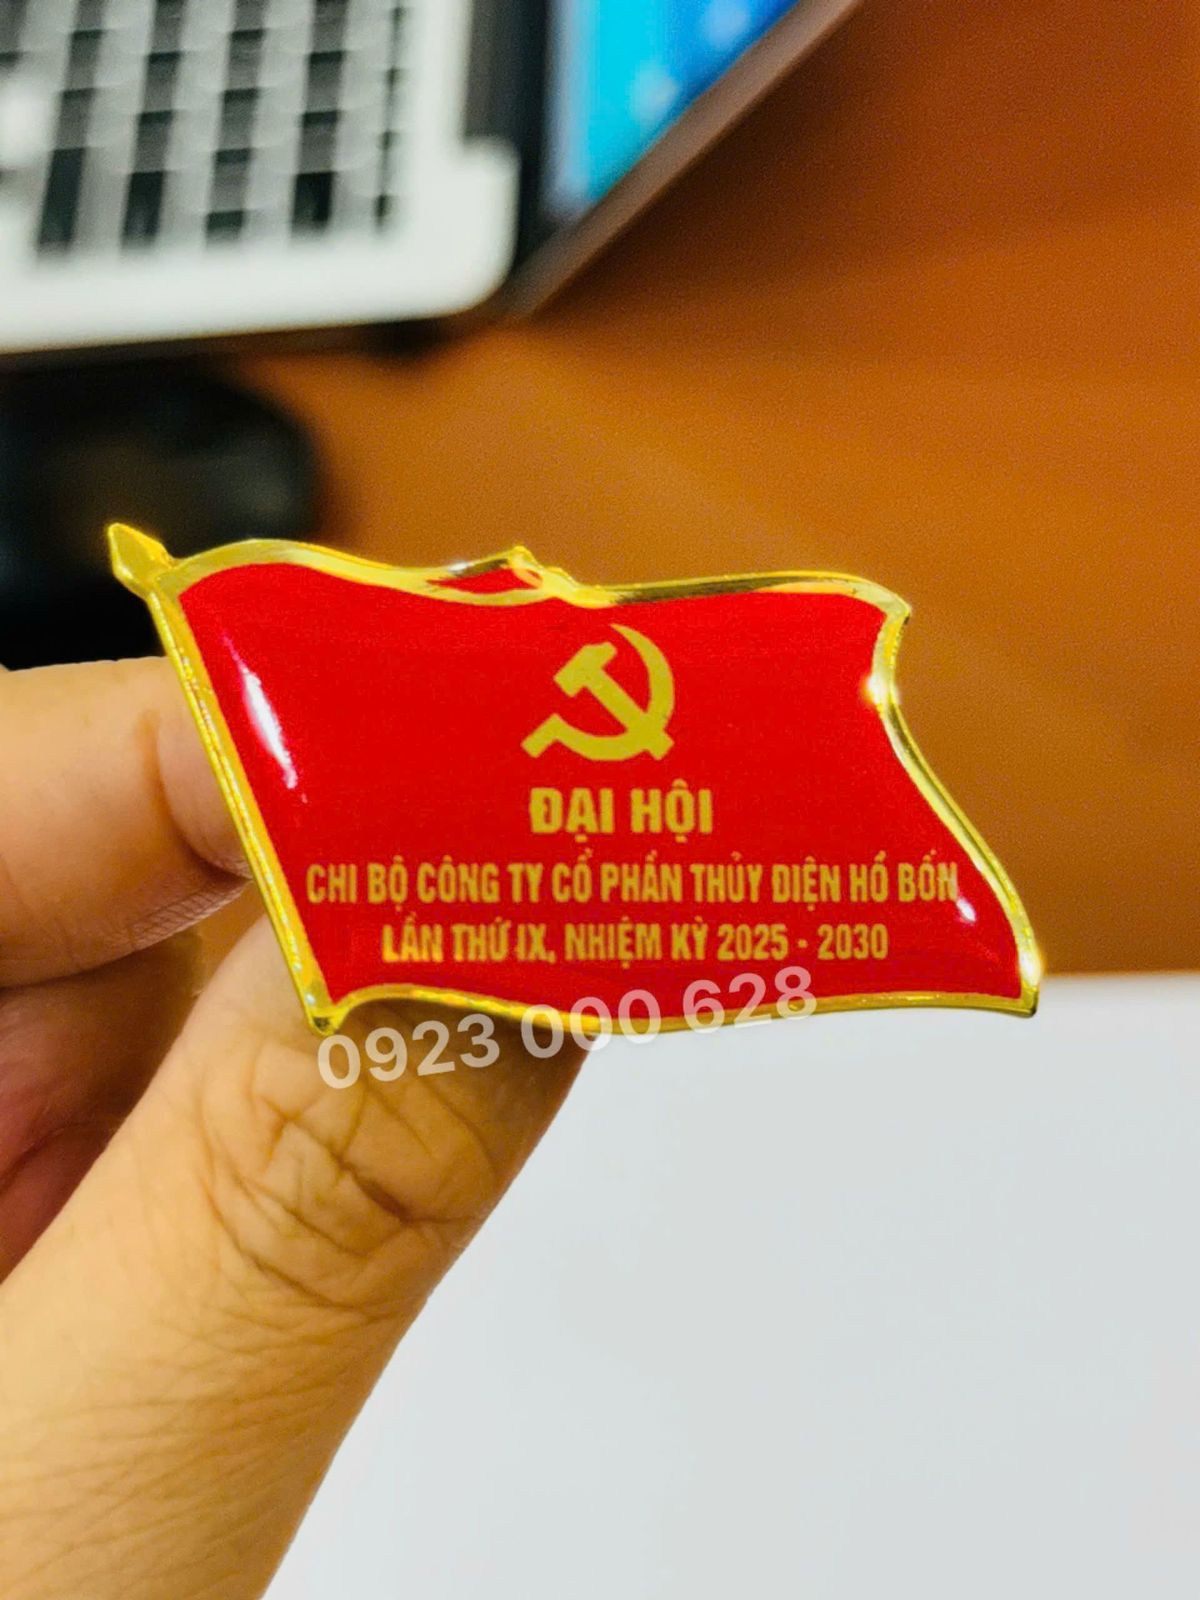 ĐẠI HỘI
CHI BỘ CÔNG TY CỔ PHẦN THỦY ĐIỆN HỐ BỐN
LẦN THỨ IX, NHIỆM KỲ 2025 - 2030
0923 000 628